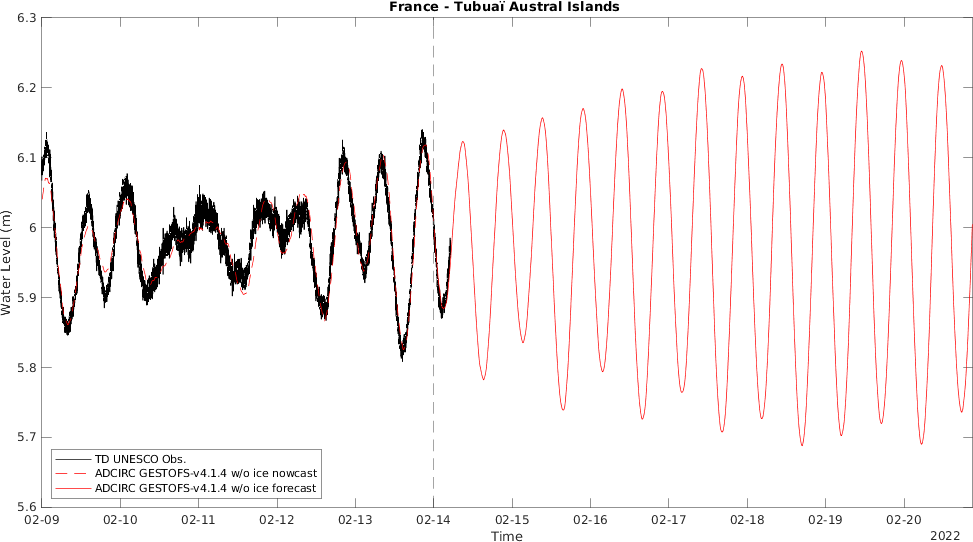 France - Tubuaï Austral Islands
6.3
6.2
6.1
6
5.9
5.8
5.7
5.6
Water Level (m)
TD UNESCO Obs.
ADCIRC GESTOFS-v4.1.4 w/o ice nowcast
ADCIRC GESTOFS-v4.1.4 w/o ice forecast
02-09 02-10 02-11 02-12 02-13 02-14 02-15 02-16 02-17 02-18 02-19 02-20
Time
2022